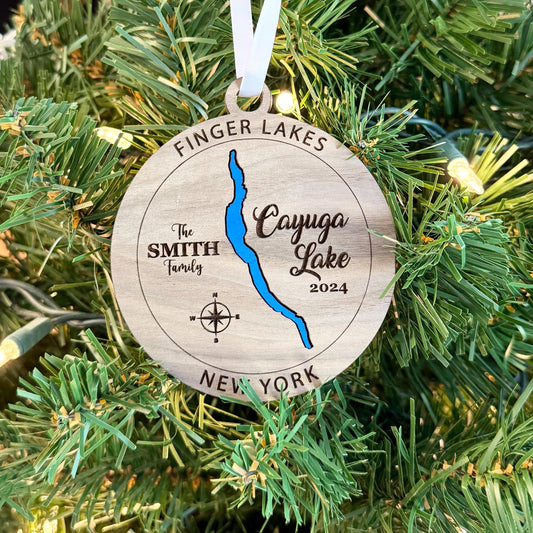 FINGER LAKES
The
SMITH
Family
Cayuga
Lake
2024
N
W E
S
NEW YORK